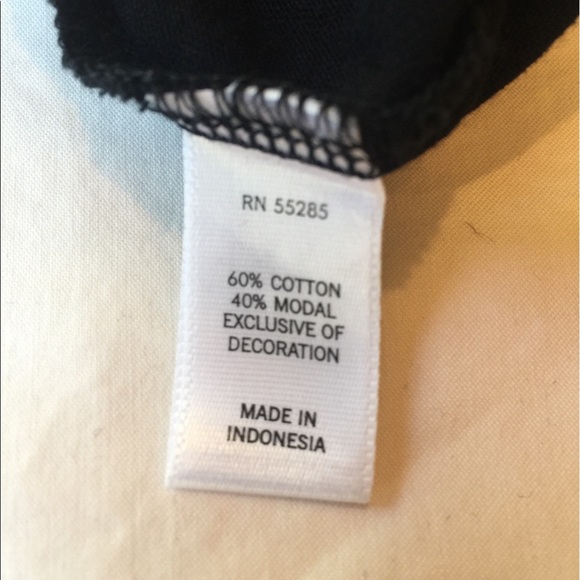 RN 55285
60% COTTON
40% MODAL
EXCLUSIVE OF
DECORATION
MADE IN
INDONESIA